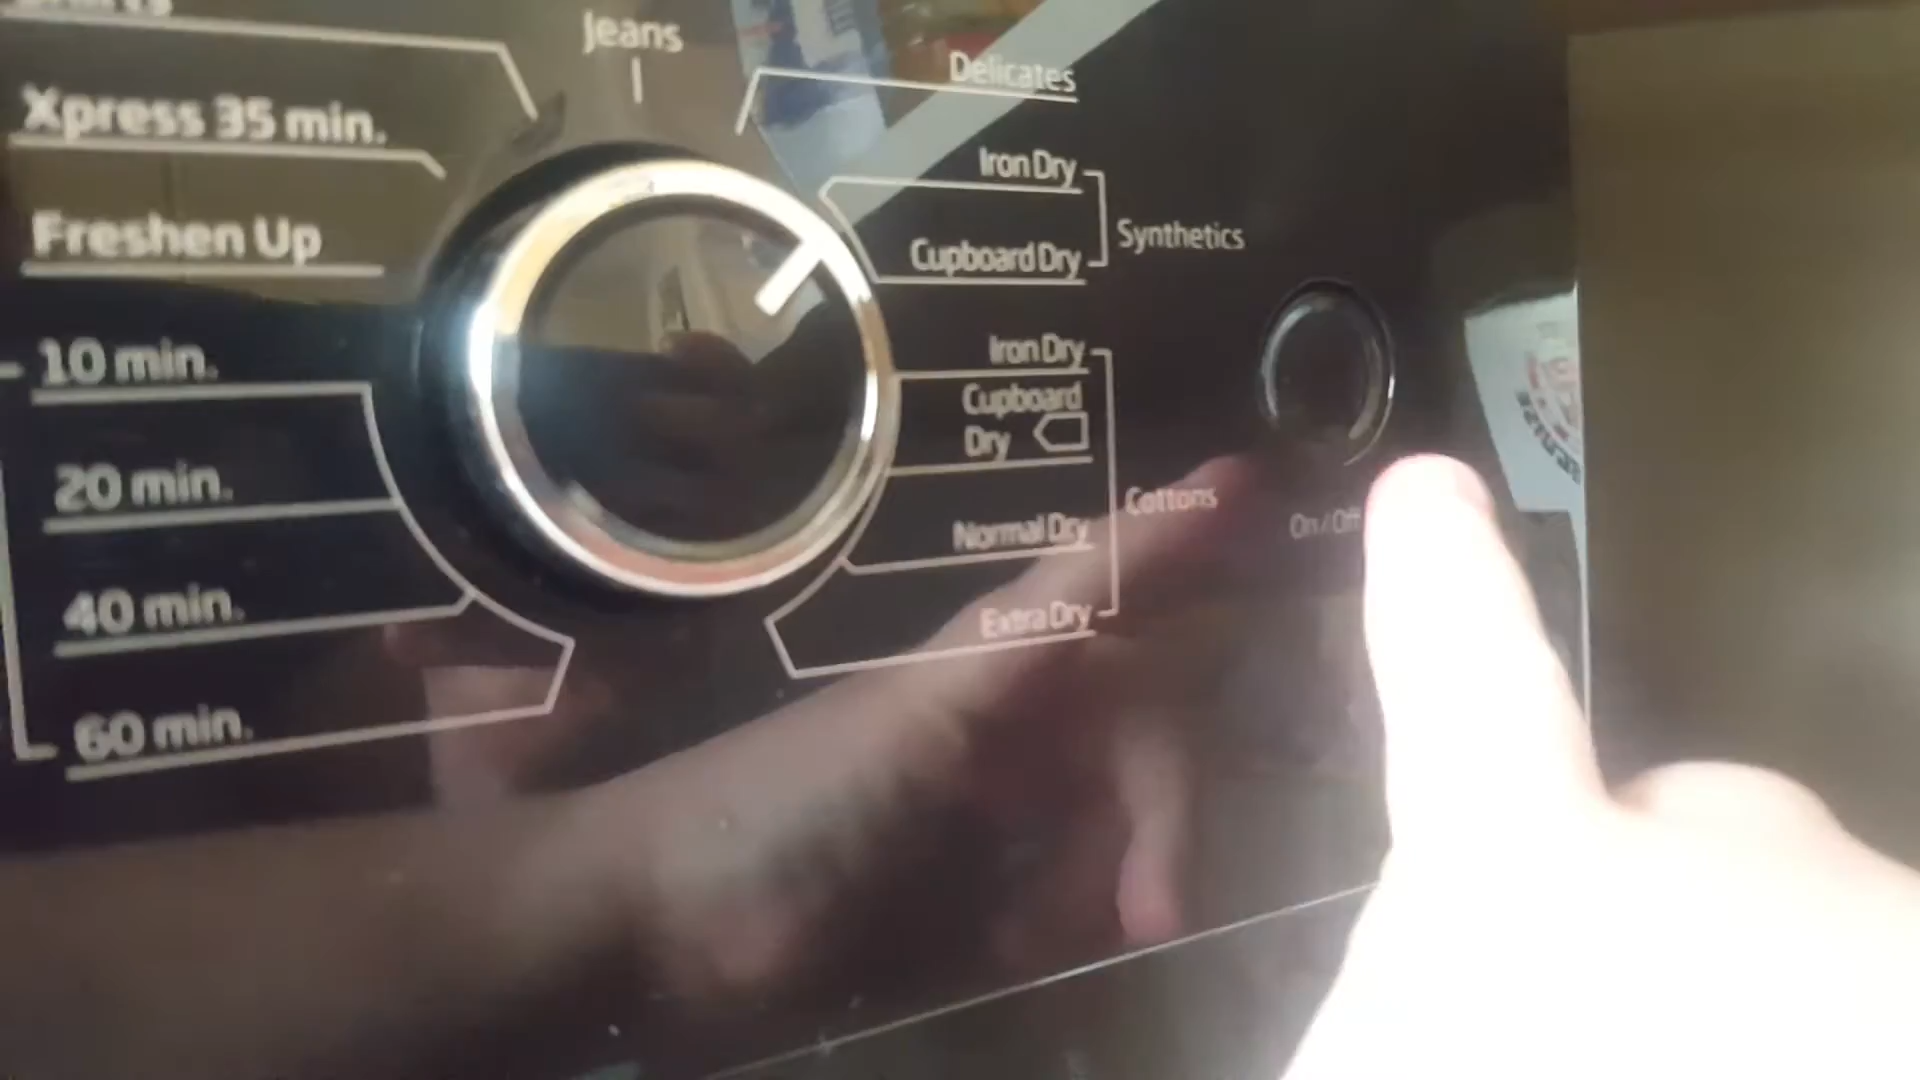 Jeans
Xpress 35 min.
Freshen Up
10 min.
20 min.
40 min.
60 min.
Delicates
Iron Dry
Cupboard Dry
Synthetics
Iron Dry
Cupboard
Dry
Normal Dry
Extra Dry
Cottons
On / Off